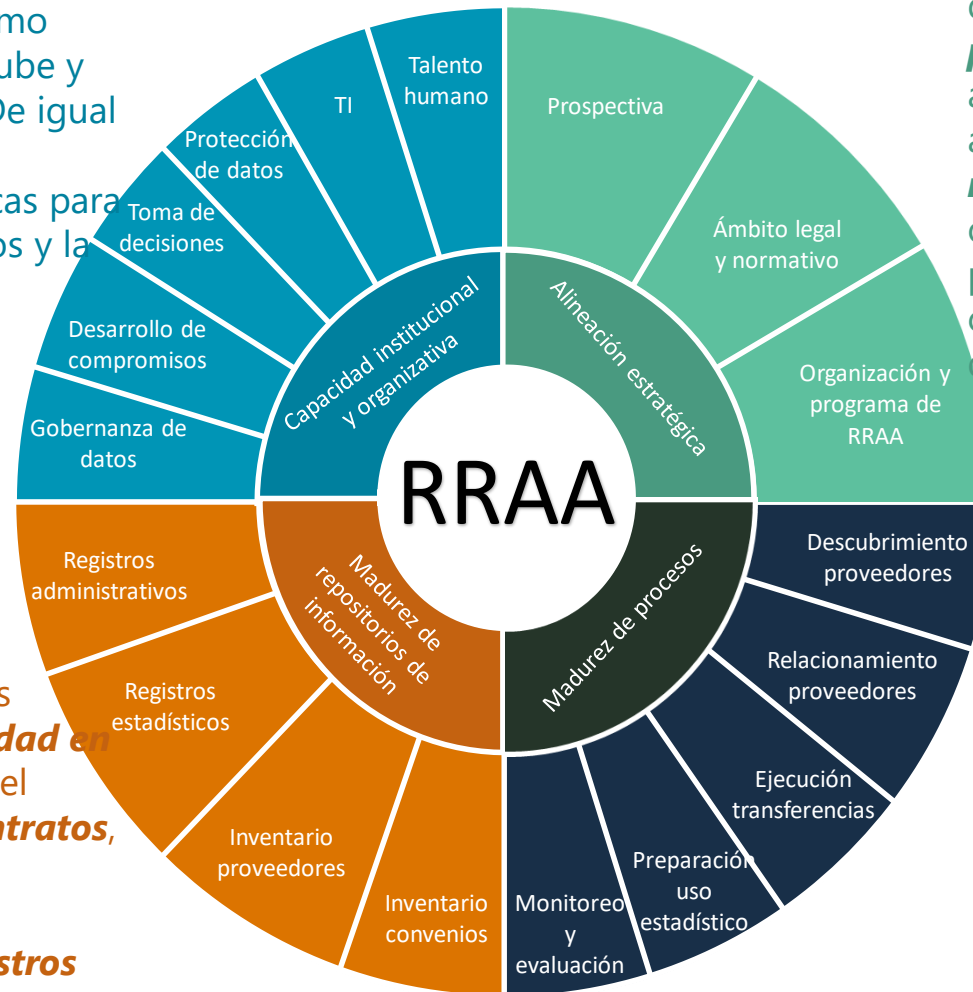 ube y
De igual
as para
os y la
Talento
humano
TI
Protección
de datos
Toma de
decisiones
Desarrollo de
compromisos
Gobernanza de
datos
Prospectiva
Ámbito legal
y normativo
Organización y
programa de
RRAA
Capacidad institucional
y organizativa
Alineación estratégica
RRAA
Madurez de
repositorios de
información
Madurez de procesos
Registros
administrativos
Registros
estadísticos
Inventario
proveedores
Inventario
convenios
Descubrimiento
proveedores
Relacionamiento
proveedores
Ejecución
transferencias
Preparación
uso
estadístico
Monitoreo
y
evaluación
s
dad en
el
ntratos,
stros